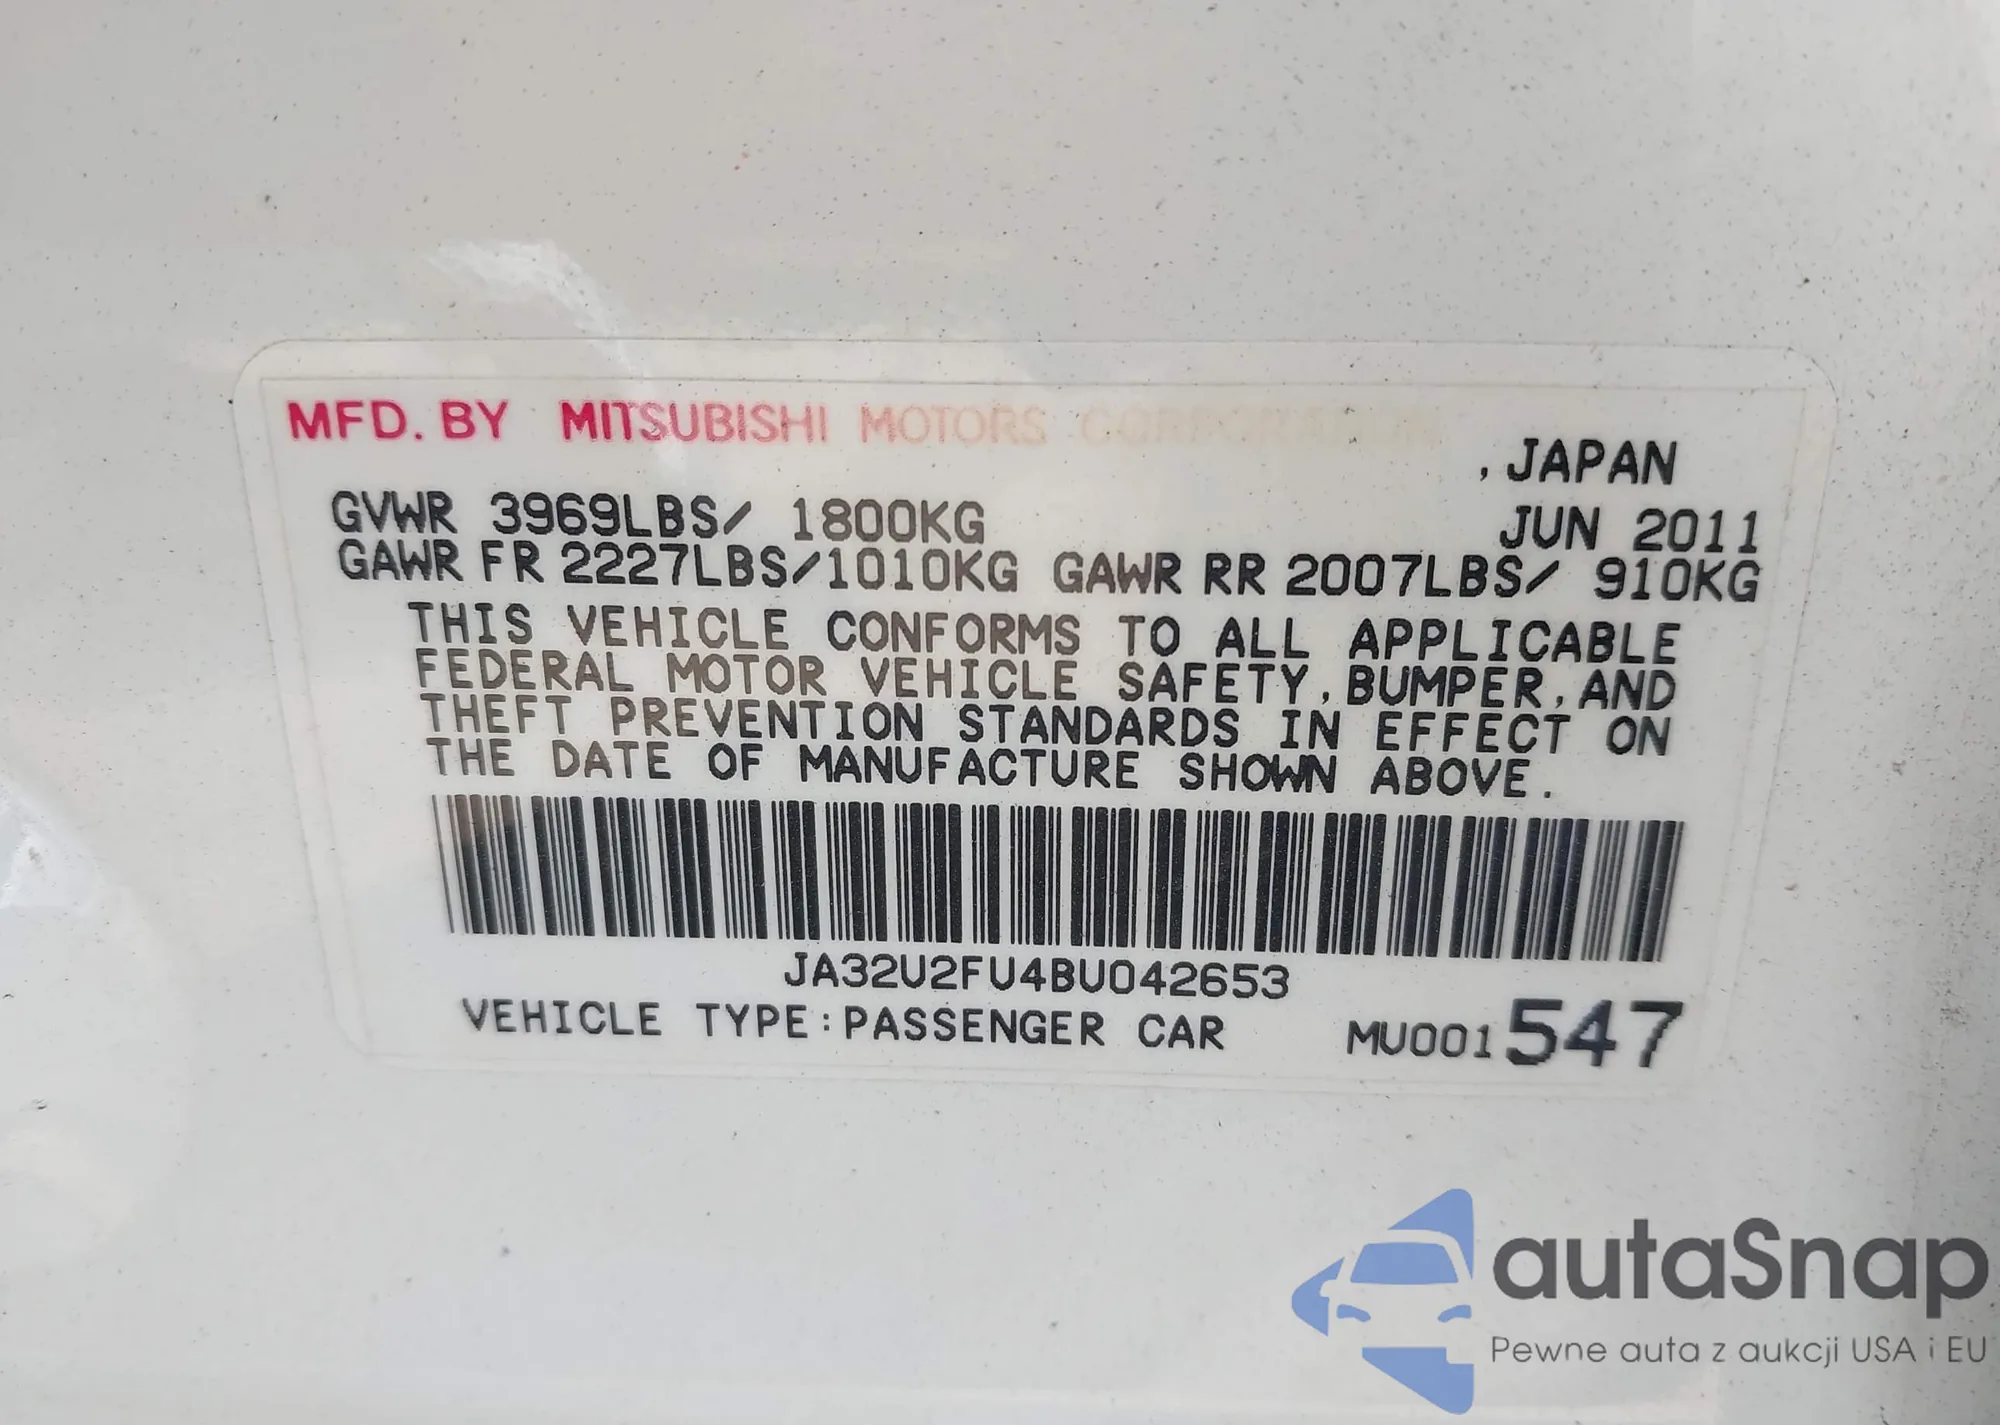 MFD. BY MITSUBISHI MOTORS CORPORATION
, JAPAN
GVWR 3969LBS/ 1800KG JUN 2011
GAWR FR 2227LBS/1010KG GAWR RR 2007LBS/ 910KG
THIS VEHICLE CONFORMS TO ALL APPLICABLE
FEDERAL MOTOR VEHICLE SAFETY, BUMPER, AND
THEFT PREVENTION STANDARDS IN EFFECT ON
THE DATE OF MANUFACTURE SHOWN ABOVE.
JA32U2FU4BU042653
VEHICLE TYPE:PASSENGER CAR MU001547
autaSnap
Pewne auta z aukcji USA i EU